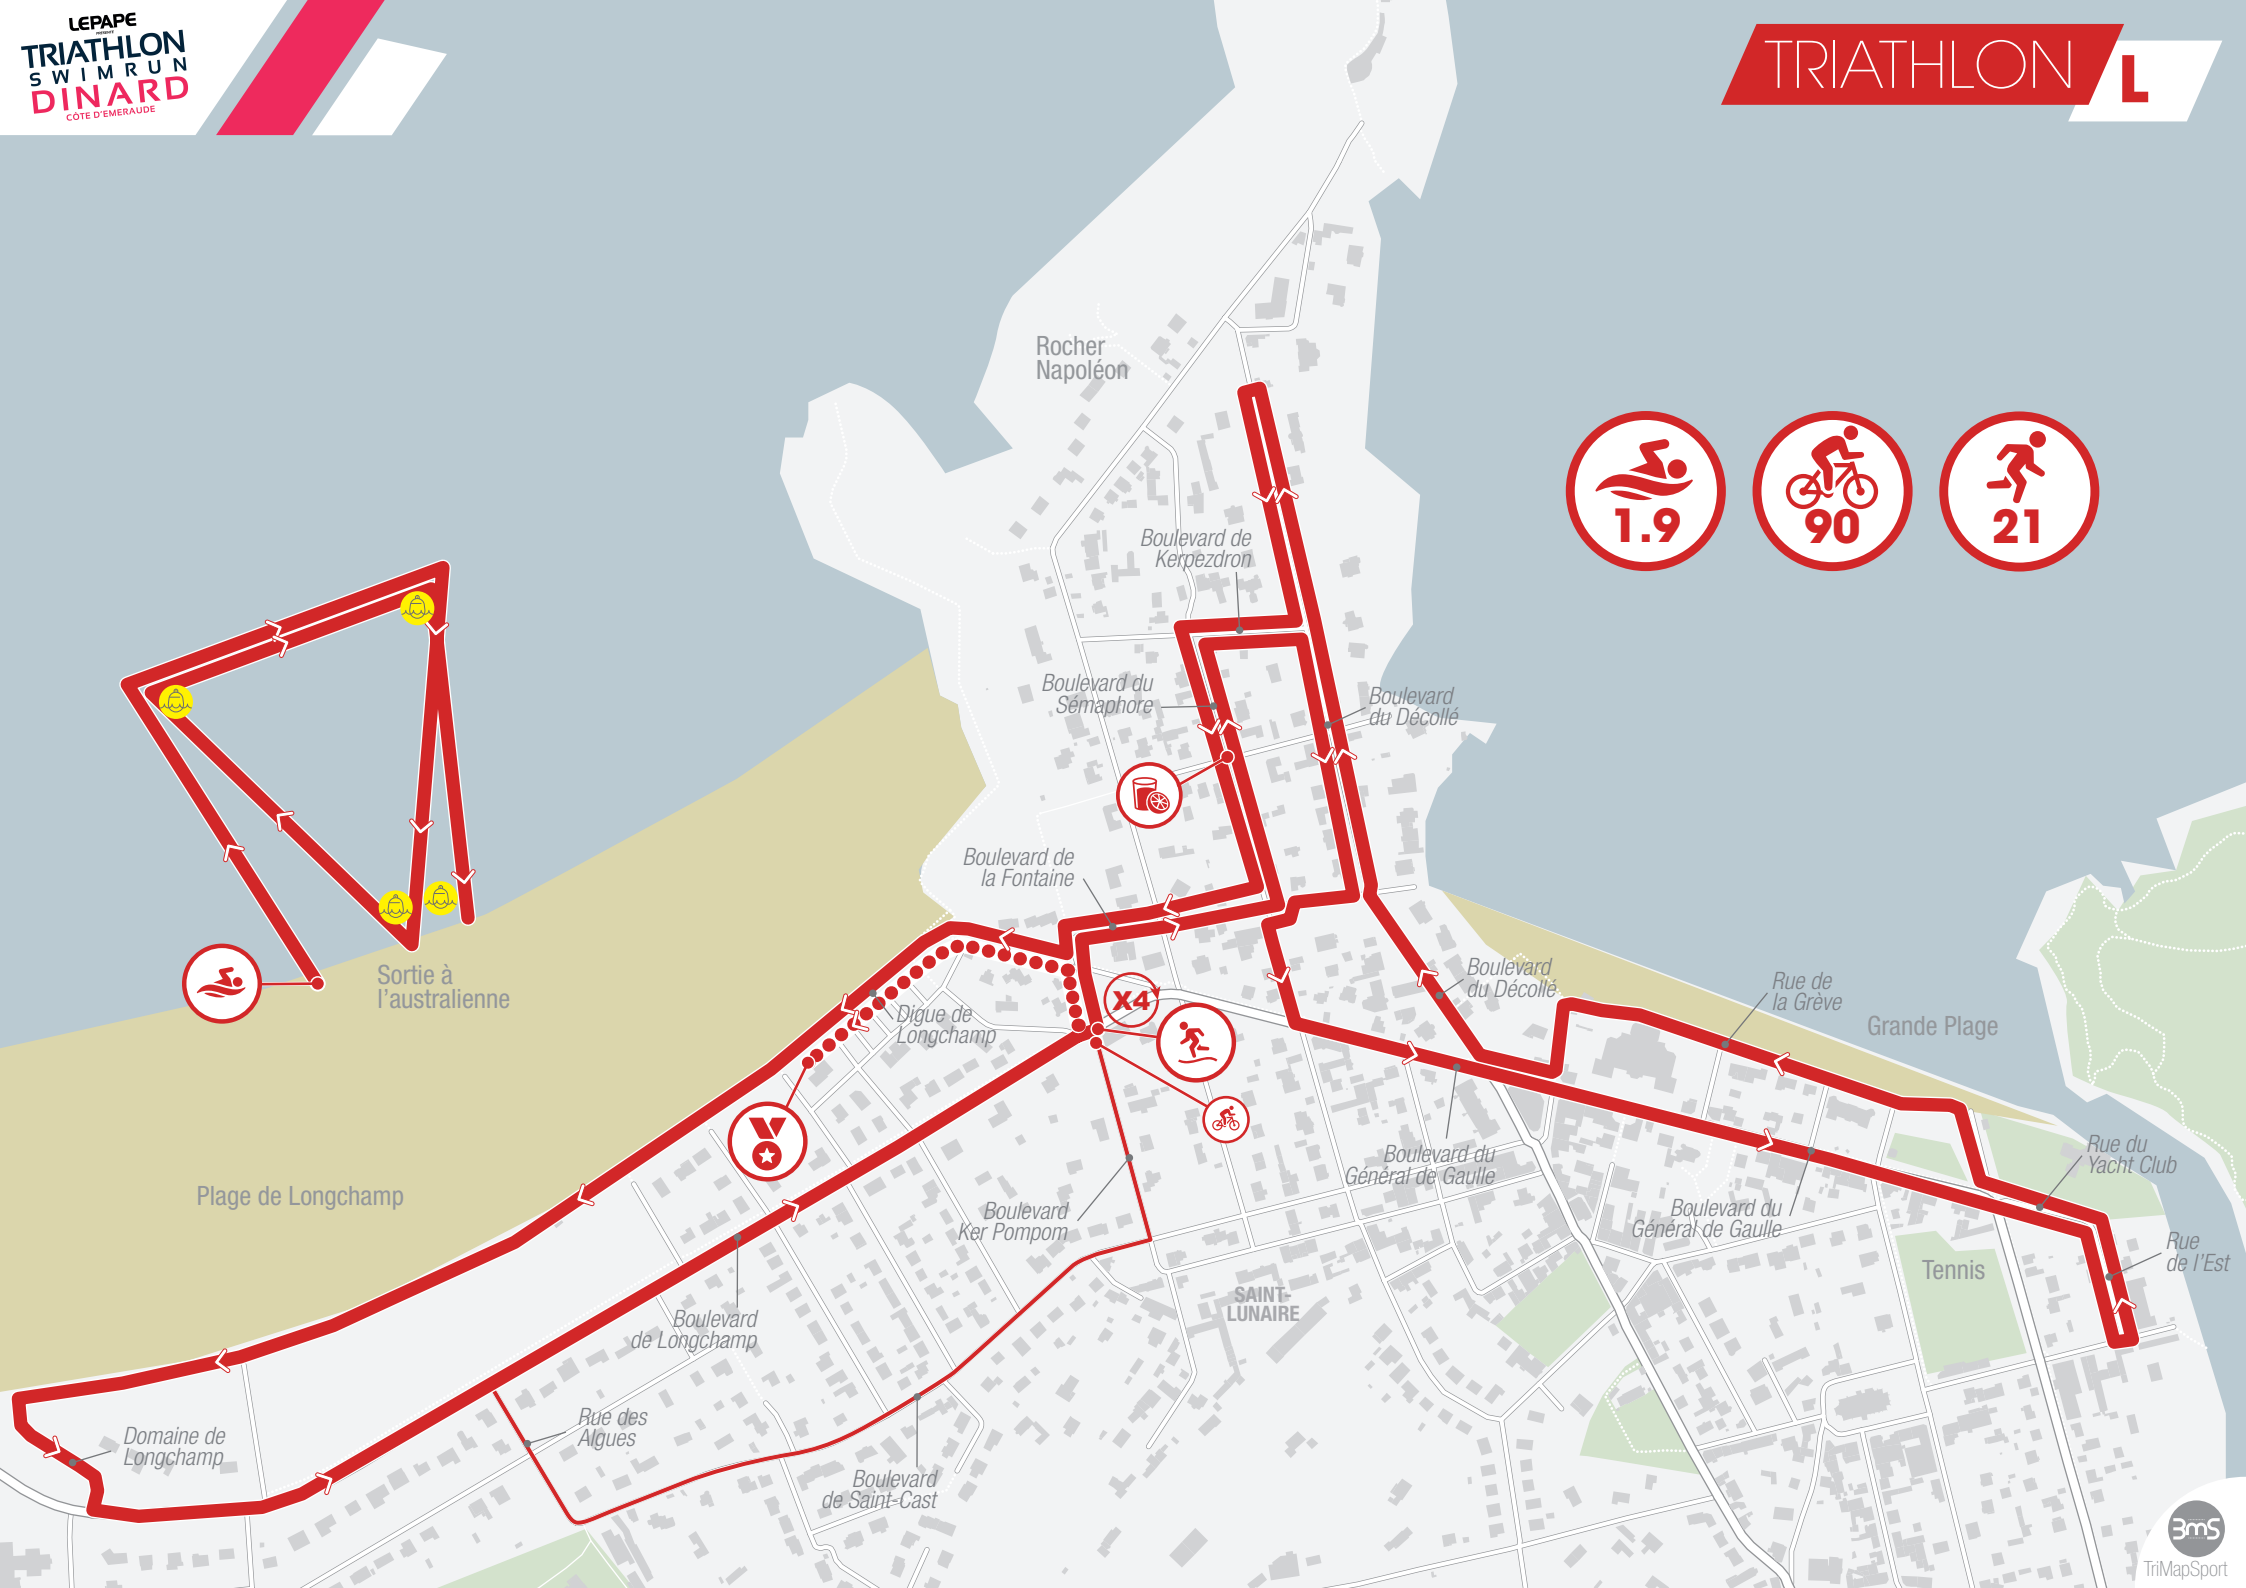 LEPAPE
PRÉSENTE
TRIATHLON
SWIMRUN
DINARD
CÔTE D'EMERAUDE
TRIATHLON L
Rocher
Napoléon
1.9
90
21
Boulevard de
Kerpezdron
Boulevard du
Sémaphore
Boulevard
du Décollé
Boulevard de
la Fontaine
Sortie à
l'australienne
X4
Boulevard
du Décollé
Rue de
la Grève
Grande Plage
Digue de
Longchamp
Plage de Longchamp
Boulevard du
Général de Gaulle
Rue du
Yacht Club
Boulevard
Ker Pompom
Boulevard du
Général de Gaulle
Rue
de l'Est
Tennis
SAINT-
LUNAIRE
Boulevard
de Longchamp
Rue des
Algues
Domaine de
Longchamp
Boulevard
de Saint-Cast
3mS
TriMapSport